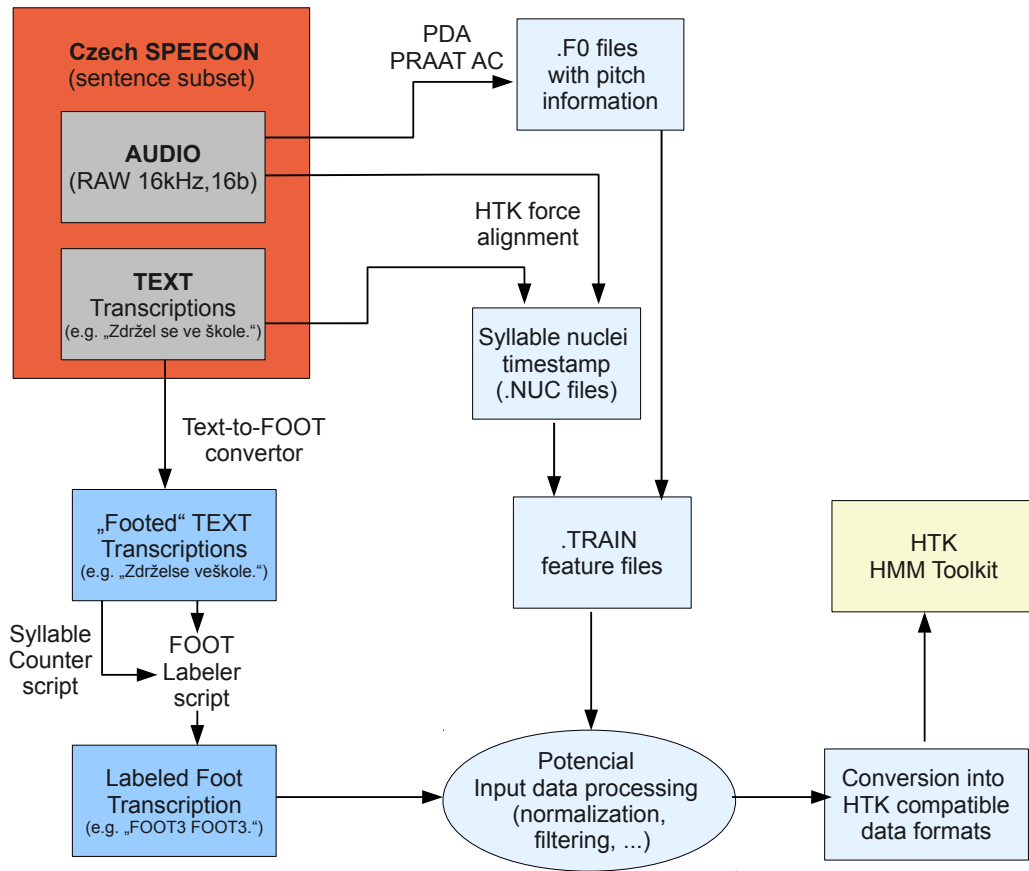 Czech SPEECON
(sentence subset)
AUDIO
(RAW 16kHz,16b)
TEXT
Transcriptions
(e.g. „Zdržel se ve škole.“)
PDA
PRAAT AC
.F0 files
with pitch
information
HTK force
alignment
Syllable nuclei
timestamp
(.NUC files)
Text-to-FOOT
convertor
„Footed“ TEXT
Transcriptions
(e.g. „Zdrželse veškole.“)
.TRAIN
feature files
HTK
HMM Toolkit
Syllable
Counter
script
FOOT
Labeler
script
Labeled Foot
Transcription
(e.g. „FOOT3 FOOT3.“)
Potencial
Input data processing
(normalization,
filtering, ...)
Conversion into
HTK compatible
data formats